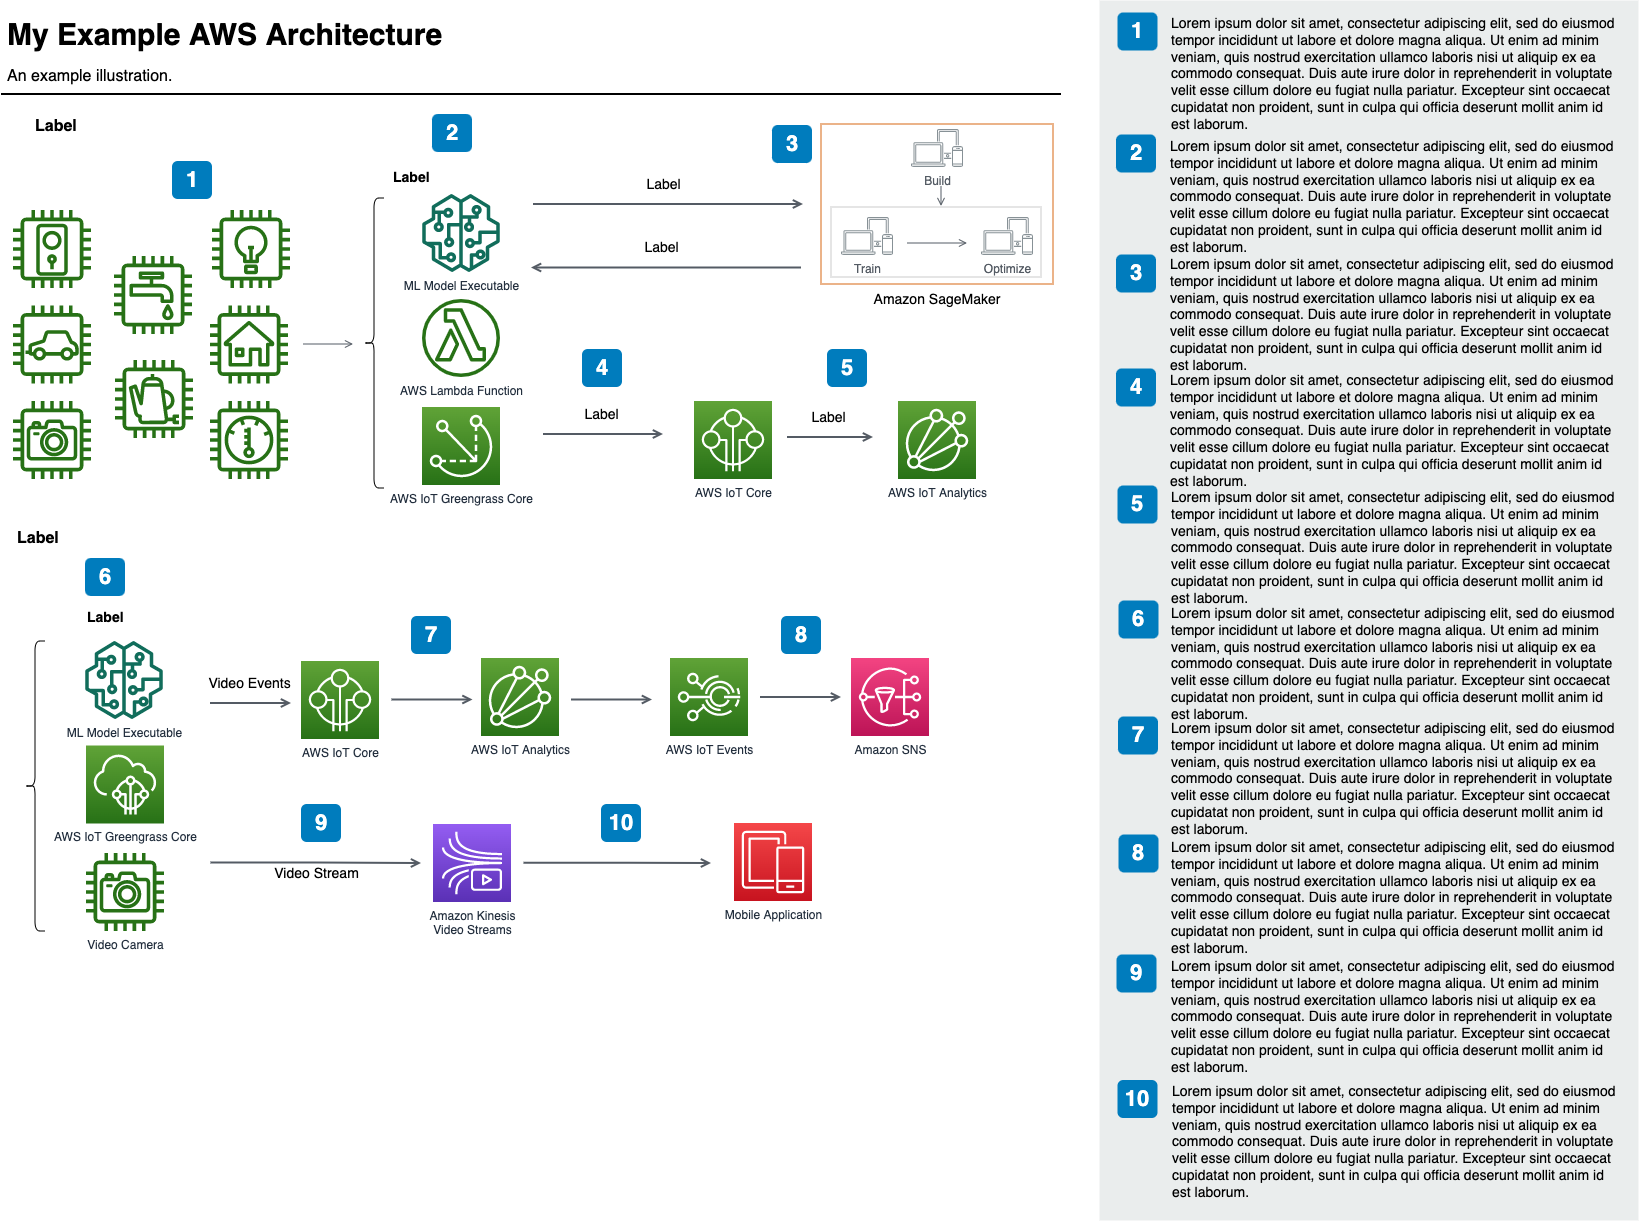 My Example AWS Architecture
An example illustration.
Label
1
2
Label
ML Model Executable
AWS Lambda Function
AWS IoT Greengrass Core
Label
Label
3
Build
Train
Optimize
Amazon SageMaker
4
Label
AWS IoT Core
5
Label
AWS IoT Analytics
Label
6
Label
ML Model Executable
AWS IoT Greengrass Core
Video Camera
Video Events
AWS IoT Core
7
AWS IoT Analytics
AWS IoT Events
8
Amazon SNS
9
Video Stream
Amazon Kinesis
Video Streams
10
Mobile Application
1
Lorem ipsum dolor sit amet, consectetur adipiscing elit, sed do eiusmod
tempor incididunt ut labore et dolore magna aliqua. Ut enim ad minim
veniam, quis nostrud exercitation ullamco laboris nisi ut aliquip ex ea
commodo consequat. Duis aute irure dolor in reprehenderit in voluptate
velit esse cillum dolore eu fugiat nulla pariatur. Excepteur sint occaecat
cupidatat non proident, sunt in culpa qui officia deserunt mollit anim id
est laborum.
2
Lorem ipsum dolor sit amet, consectetur adipiscing elit, sed do eiusmod
tempor incididunt ut labore et dolore magna aliqua. Ut enim ad minim
veniam, quis nostrud exercitation ullamco laboris nisi ut aliquip ex ea
commodo consequat. Duis aute irure dolor in reprehenderit in voluptate
velit esse cillum dolore eu fugiat nulla pariatur. Excepteur sint occaecat
cupidatat non proident, sunt in culpa qui officia deserunt mollit anim id
est laborum.
3
Lorem ipsum dolor sit amet, consectetur adipiscing elit, sed do eiusmod
tempor incididunt ut labore et dolore magna aliqua. Ut enim ad minim
veniam, quis nostrud exercitation ullamco laboris nisi ut aliquip ex ea
commodo consequat. Duis aute irure dolor in reprehenderit in voluptate
velit esse cillum dolore eu fugiat nulla pariatur. Excepteur sint occaecat
cupidatat non proident, sunt in culpa qui officia deserunt mollit anim id
est laborum.
4
Lorem ipsum dolor sit amet, consectetur adipiscing elit, sed do eiusmod
tempor incididunt ut labore et dolore magna aliqua. Ut enim ad minim
veniam, quis nostrud exercitation ullamco laboris nisi ut aliquip ex ea
commodo consequat. Duis aute irure dolor in reprehenderit in voluptate
velit esse cillum dolore eu fugiat nulla pariatur. Excepteur sint occaecat
cupidatat non proident, sunt in culpa qui officia deserunt mollit anim id
est laborum.
5
Lorem ipsum dolor sit amet, consectetur adipiscing elit, sed do eiusmod
tempor incididunt ut labore et dolore magna aliqua. Ut enim ad minim
veniam, quis nostrud exercitation ullamco laboris nisi ut aliquip ex ea
commodo consequat. Duis aute irure dolor in reprehenderit in voluptate
velit esse cillum dolore eu fugiat nulla pariatur. Excepteur sint occaecat
cupidatat non proident, sunt in culpa qui officia deserunt mollit anim id
est laborum.
6
Lorem ipsum dolor sit amet, consectetur adipiscing elit, sed do eiusmod
tempor incididunt ut labore et dolore magna aliqua. Ut enim ad minim
veniam, quis nostrud exercitation ullamco laboris nisi ut aliquip ex ea
commodo consequat. Duis aute irure dolor in reprehenderit in voluptate
velit esse cillum dolore eu fugiat nulla pariatur. Excepteur sint occaecat
cupidatat non proident, sunt in culpa qui officia deserunt mollit anim id
est laborum.
7
Lorem ipsum dolor sit amet, consectetur adipiscing elit, sed do eiusmod
tempor incididunt ut labore et dolore magna aliqua. Ut enim ad minim
veniam, quis nostrud exercitation ullamco laboris nisi ut aliquip ex ea
commodo consequat. Duis aute irure dolor in reprehenderit in voluptate
velit esse cillum dolore eu fugiat nulla pariatur. Excepteur sint occaecat
cupidatat non proident, sunt in culpa qui officia deserunt mollit anim id
est laborum.
8
Lorem ipsum dolor sit amet, consectetur adipiscing elit, sed do eiusmod
tempor incididunt ut labore et dolore magna aliqua. Ut enim ad minim
veniam, quis nostrud exercitation ullamco laboris nisi ut aliquip ex ea
commodo consequat. Duis aute irure dolor in reprehenderit in voluptate
velit esse cillum dolore eu fugiat nulla pariatur. Excepteur sint occaecat
cupidatat non proident, sunt in culpa qui officia deserunt mollit anim id
est laborum.
9
Lorem ipsum dolor sit amet, consectetur adipiscing elit, sed do eiusmod
tempor incididunt ut labore et dolore magna aliqua. Ut enim ad minim
veniam, quis nostrud exercitation ullamco laboris nisi ut aliquip ex ea
commodo consequat. Duis aute irure dolor in reprehenderit in voluptate
velit esse cillum dolore eu fugiat nulla pariatur. Excepteur sint occaecat
cupidatat non proident, sunt in culpa qui officia deserunt mollit anim id
est laborum.
10
Lorem ipsum dolor sit amet, consectetur adipiscing elit, sed do eiusmod
tempor incididunt ut labore et dolore magna aliqua. Ut enim ad minim
veniam, quis nostrud exercitation ullamco laboris nisi ut aliquip ex ea
commodo consequat. Duis aute irure dolor in reprehenderit in voluptate
velit esse cillum dolore eu fugiat nulla pariatur. Excepteur sint occaecat
cupidatat non proident, sunt in culpa qui officia deserunt mollit anim id
est laborum.